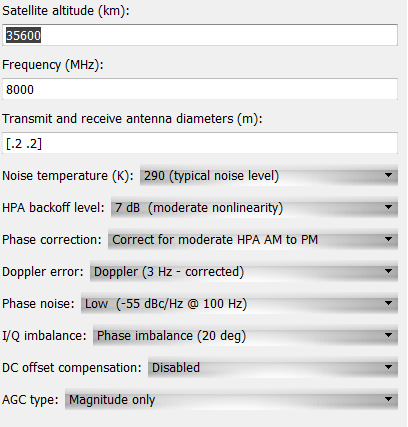 Satellite altitude (km):
35600
Frequency (MHz):
8000
Transmit and receive antenna diameters (m):
[.2 .2]
Noise temperature (K): 290 (typical noise level)
HPA backoff level: 7 dB (moderate nonlinearity)
Phase correction: Correct for moderate HPA AM to PM
Doppler error: Doppler (3 Hz - corrected)
Phase noise: Low (-55 dBc/Hz @ 100 Hz)
I/Q imbalance: Phase imbalance (20 deg)
DC offset compensation: Disabled
AGC type: Magnitude only